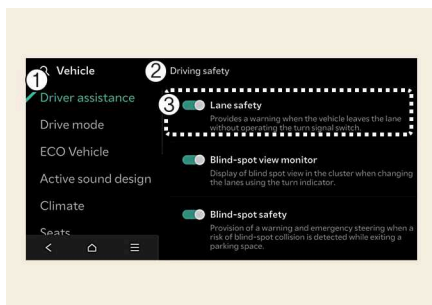 1
Vehicle
Driver assistance
Drive mode
ECO Vehicle
Active sound design
Climate
Seats
2
Driving safety
3
Lane safety
Provides a warning when the vehicle leaves the lane
without operating the turn signal switch.
Blind-spot view monitor
Display of blind spot view in the cluster when changing
the lanes using the turn indicator.
Blind-spot safety
Provision of a warning and emergency steering when a
risk of blind-spot collision is detected while exiting a
parking space.